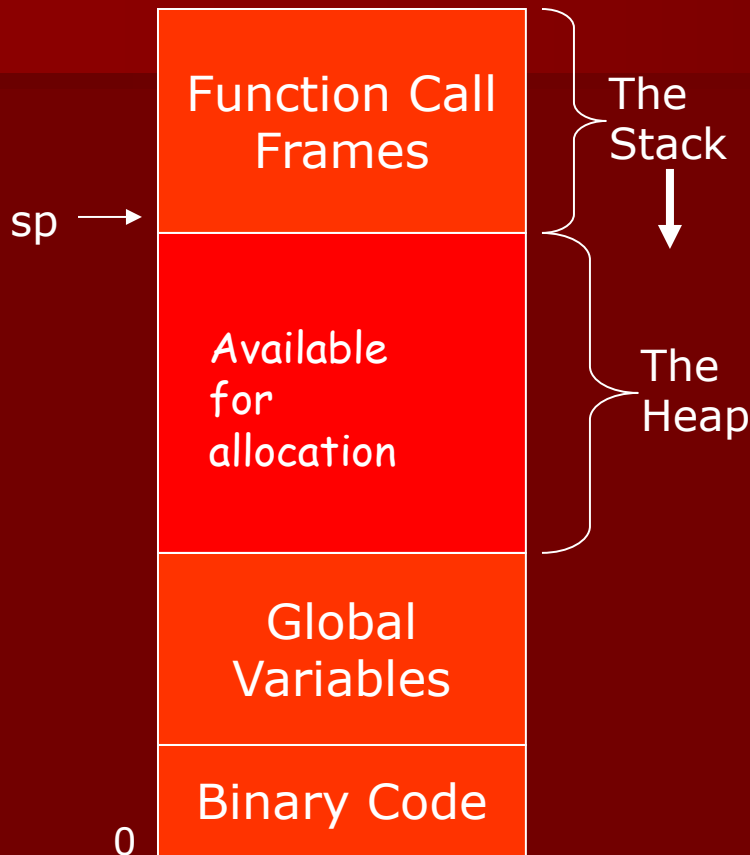 Function Call
Frames
The
Stack
sp
Available
for
allocation
The
Heap
Global
Variables
Binary Code
0